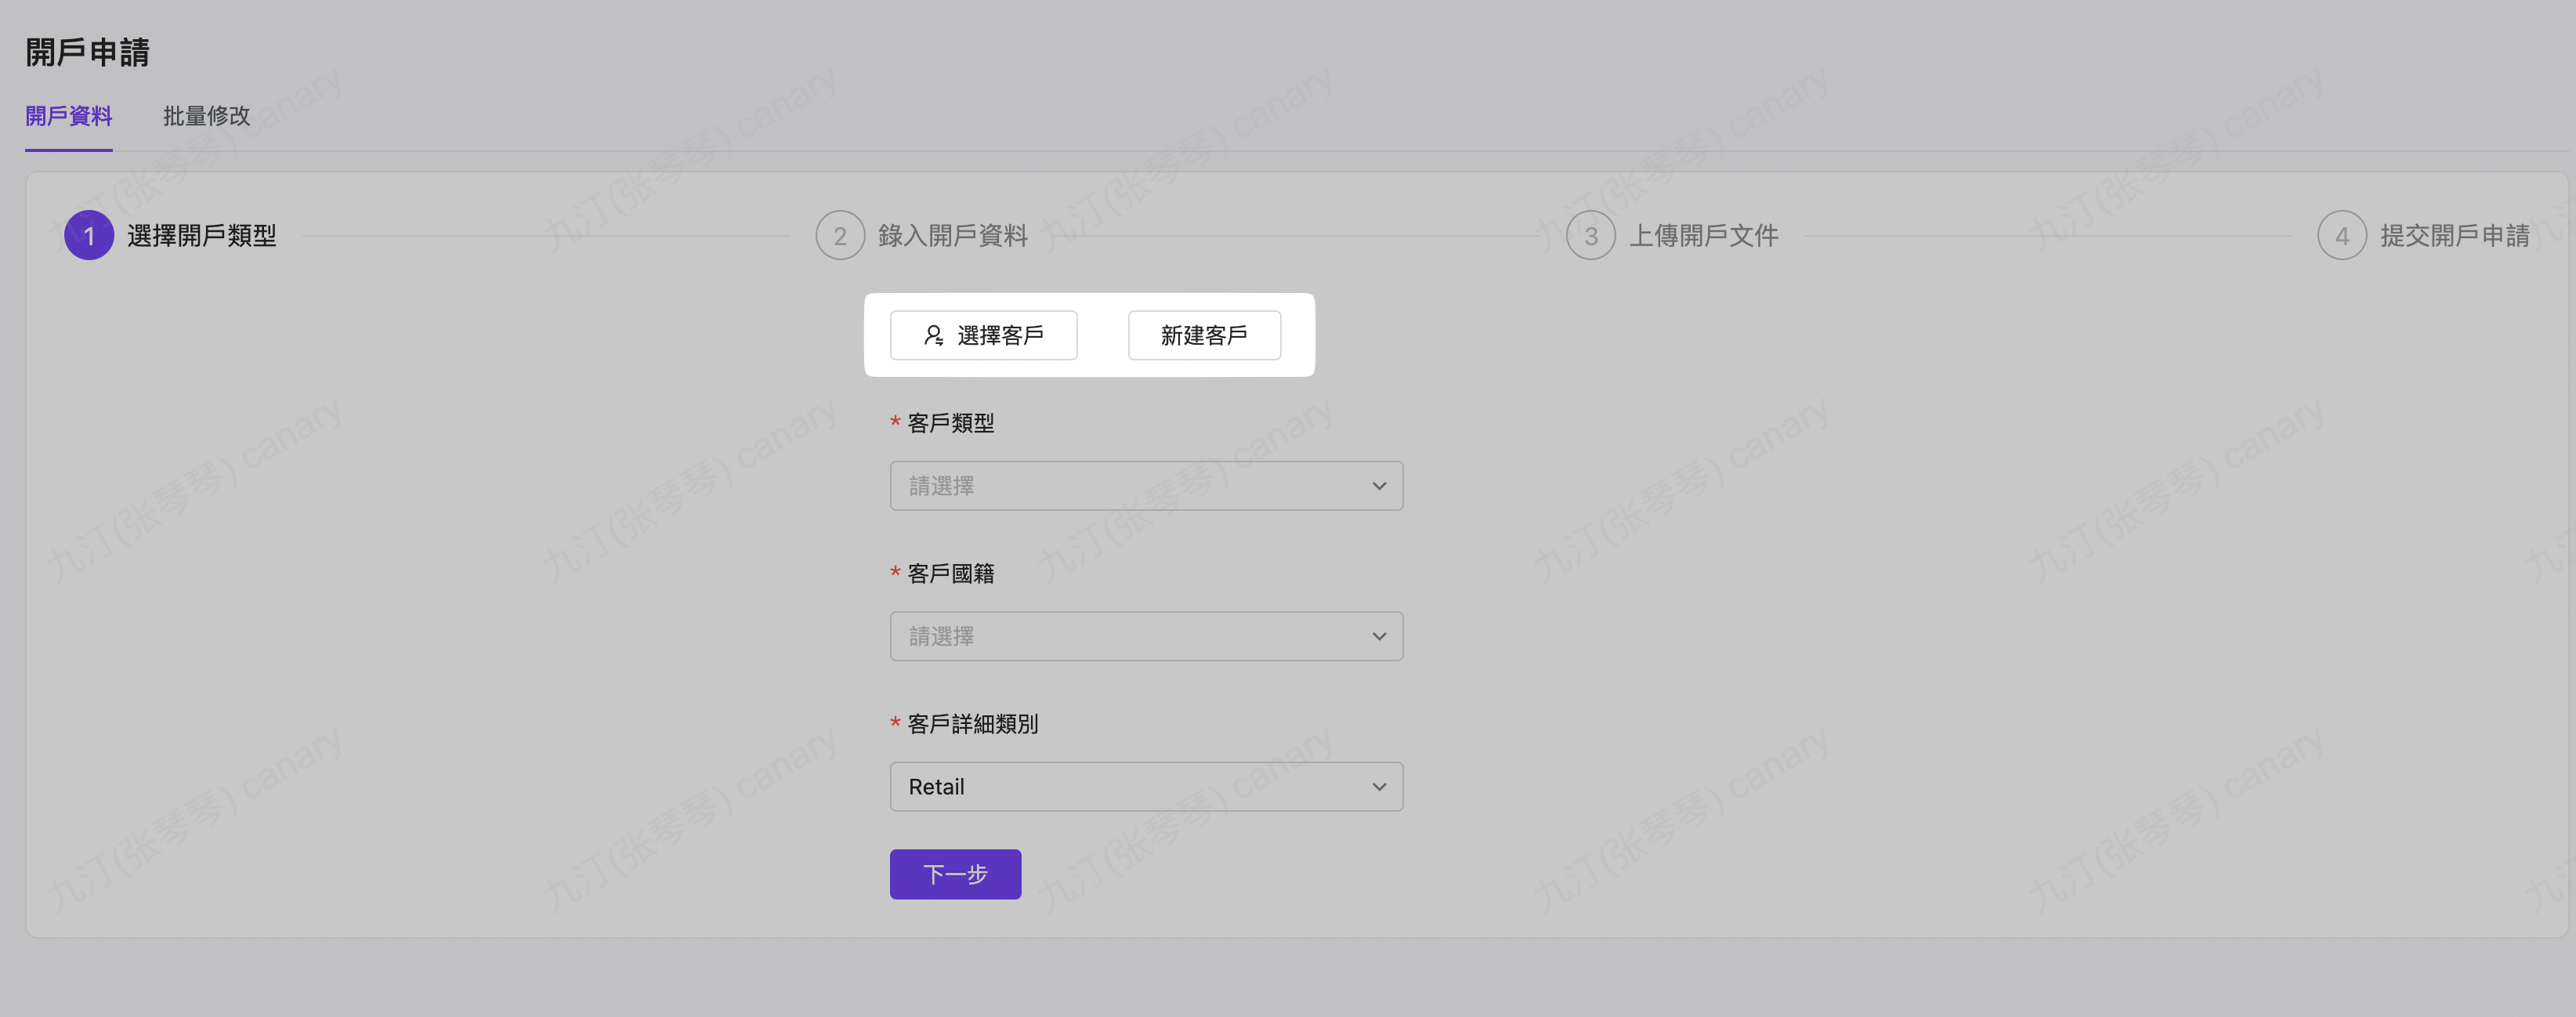 開戶申請
開戶資料 批量修改
1 選擇開戶類型 2 錄入開戶資料 3 上傳開戶文件 4 提交開戶申請
選擇客戶 新建客戶
* 客戶類型
請選擇
* 客戶國籍
請選擇
* 客戶詳細類別
Retail
下一步
九汀(张琴琴) canary